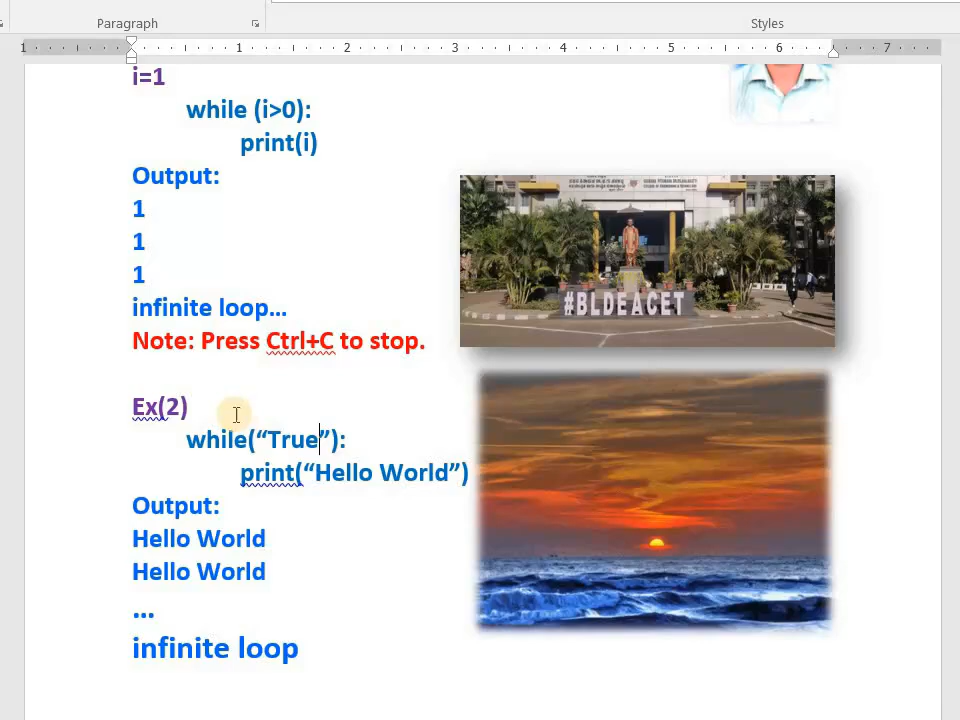 Paragraph
Styles
1 1 2 3 4 5 6 7
i=1
while (i>0):
print(i)
Output:
1
1
1
infinite loop...
Note: Press Ctrl+C to stop.
#BLDEACET
Ex(2)
while(“True”):
print(“Hello World”)
Output:
Hello World
Hello World
...
infinite loop